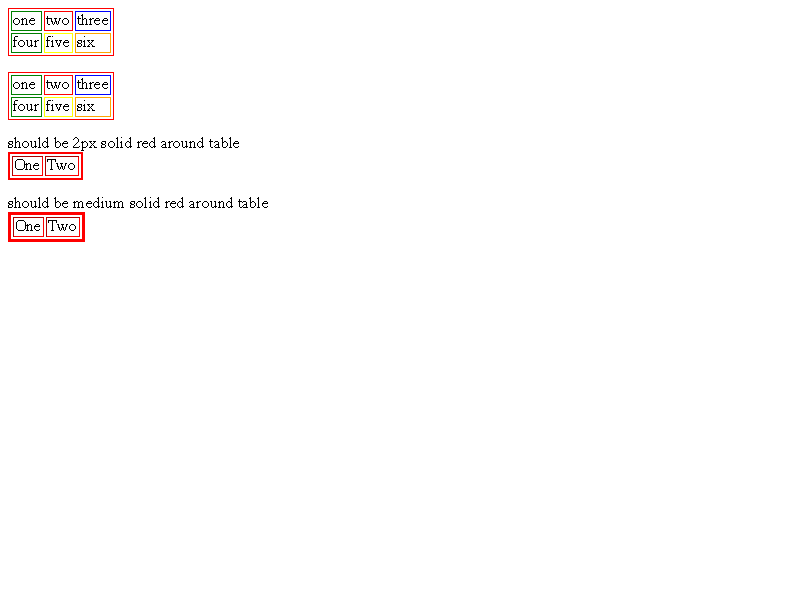 one two three
four five six
one two three
four five six
should be 2px solid red around table
One Two
should be medium solid red around table
One Two